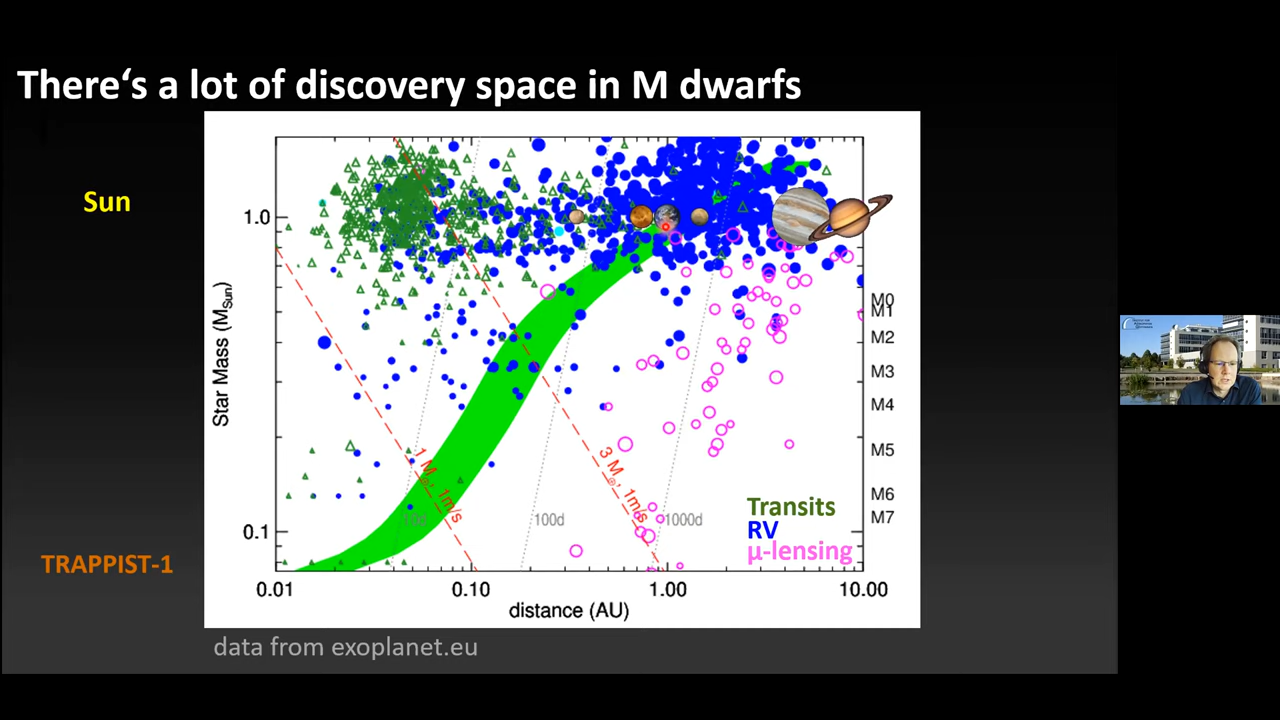 There‘s a lot of discovery space in M dwarfs
Sun
TRAPPIST-1
Star Mass (MSun)
1.0
0.1
M0
M1
M2
M3
M4
M5
M6
M7
1 M⊙, 1m/s
3 M⊙, 1m/s
100d
1000d
Transits
RV
μ-lensing
0.01
0.10
1.00
10.00
distance (AU)
data from exoplanet.eu